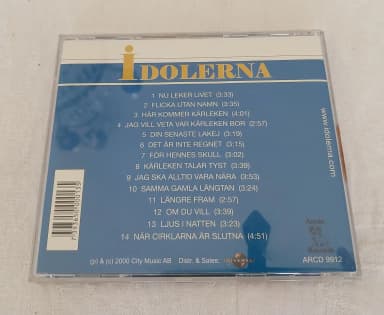 iDOLERNA
1 NU LEKER LIVET (3:33)
2 FLICKA UTAN NAMN (3:35)
3 HÄR KOMMER KÄRLEKEN (4:01)
4 JAG VILL VETA VAR KÄRLEKEN BOR (2:57)
5 DIN SENASTE LAKEJ (3:19)
6 DET ÄR INTE REGNET (3:15)
7 FÖR HENNES SKULL (3:02)
8 KÄRLEKEN TALAR TYST (3:22)
9 JAG SKA ALLTID VARA NÄRA (3:53)
10 SAMMA GAMLA LÄNGTAN (3:24)
11 LÄNGRE FRAM (2:57)
12 OM DU VILL (3:39)
13 LJUS I NATTEN (3:23)
14 NÄR CIRKLARNA ÄR SLUTNA (4:51)
www.idolerna.com
(p) & (c) 2000 City Music AB Distr. & Sales: UNIVERSAL
ARCD 9912